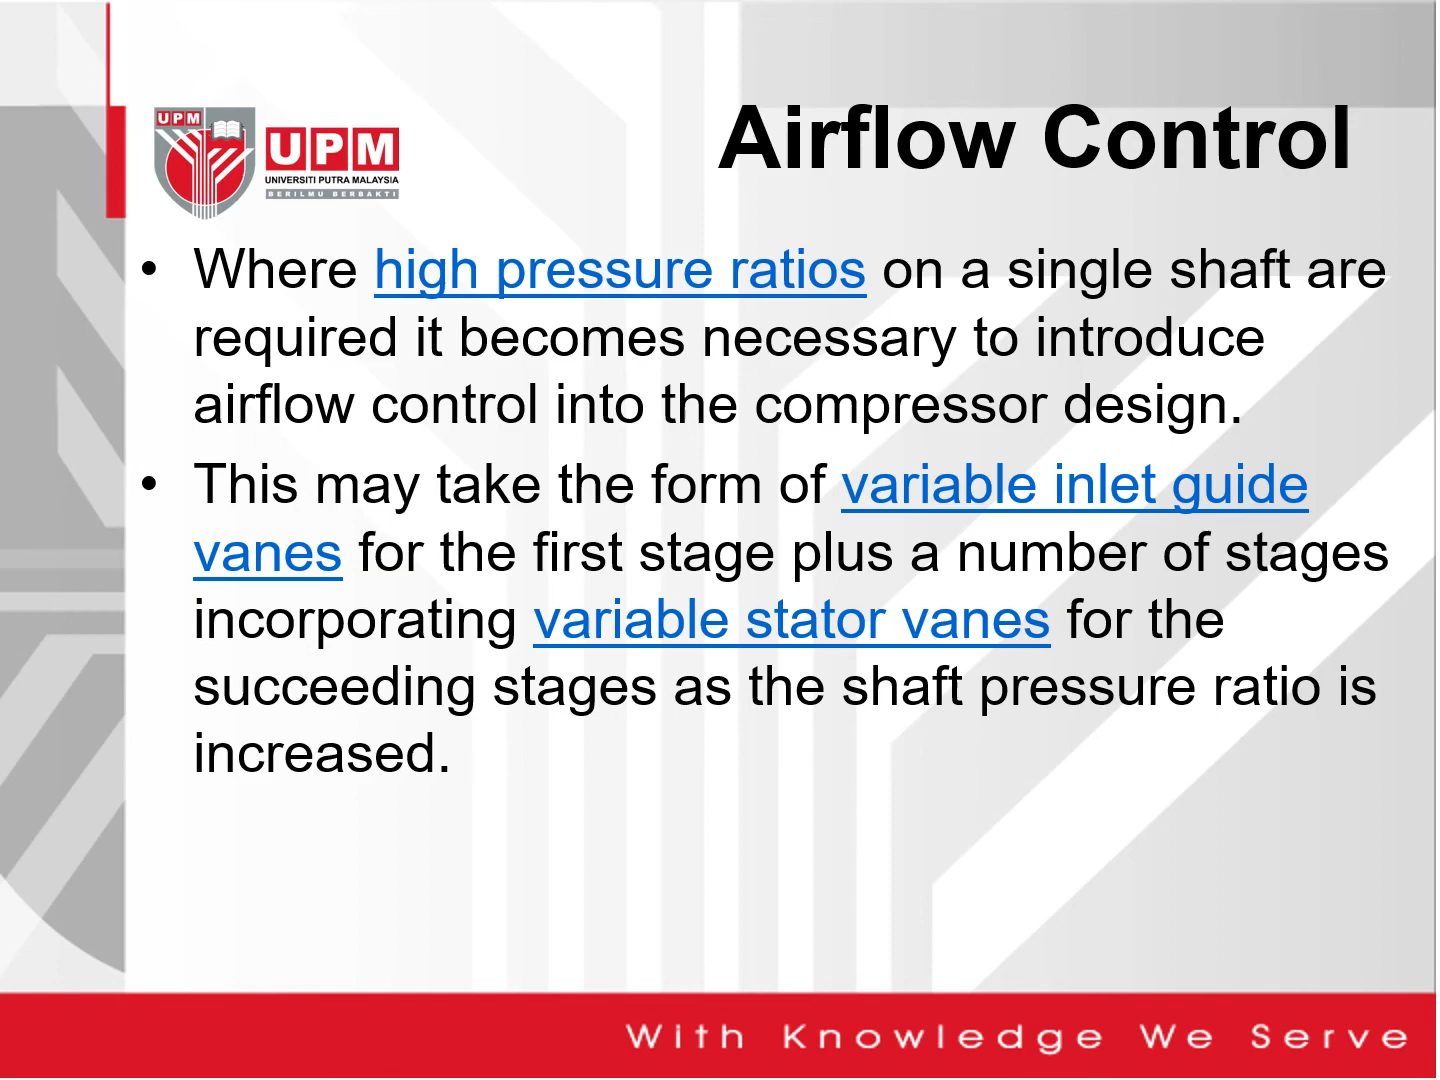 UPM
UPM
UNIVERSITI PUTRA MALAYSIA
BERILMU BERBAKTI
Airflow Control
• Where high pressure ratios on a single shaft are
required it becomes necessary to introduce
airflow control into the compressor design.
• This may take the form of variable inlet guide
vanes for the first stage plus a number of stages
incorporating variable stator vanes for the
succeeding stages as the shaft pressure ratio is
increased.
With Knowledge We Serve